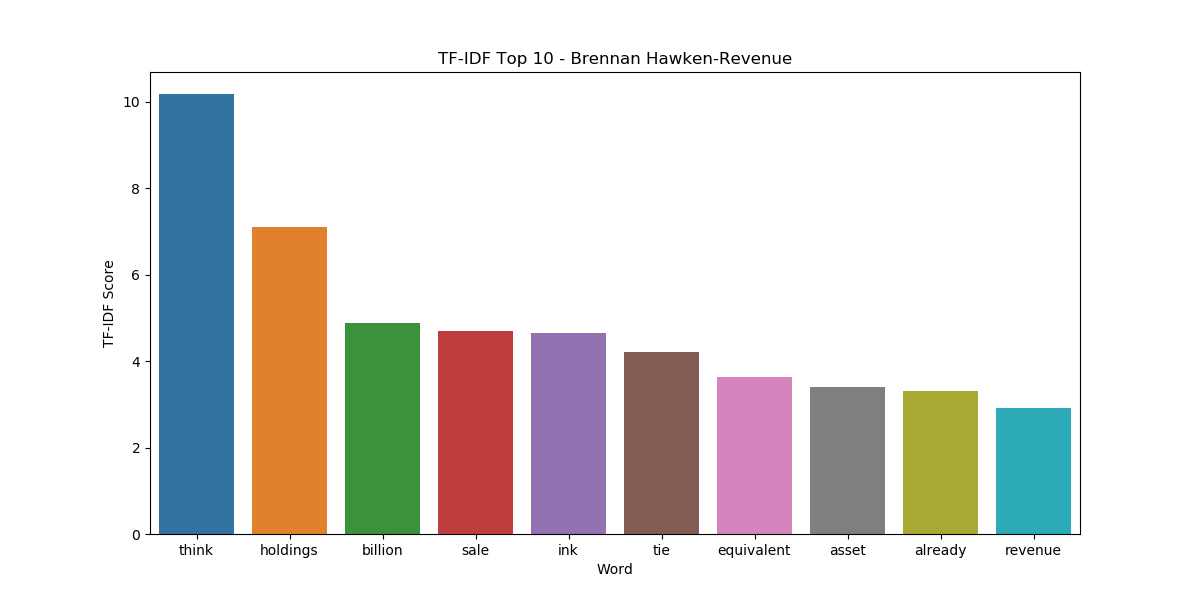 TF-IDF Top 10 - Brennan Hawken-Revenue
TF-IDF Score
10
8
6
4
2
0
think holdings billion sale ink tie equivalent asset already revenue
Word